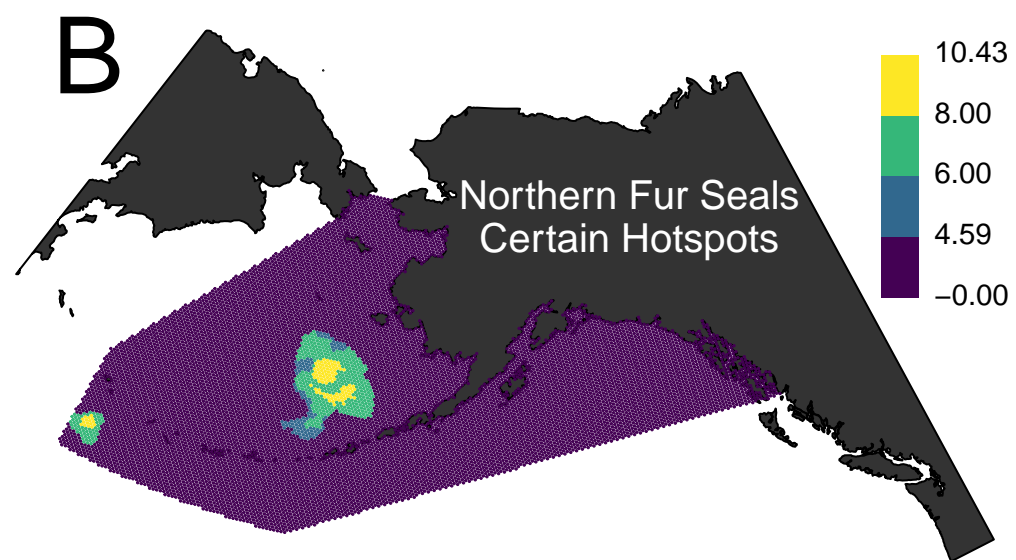 B
Northern Fur Seals
Certain Hotspots
10.43
8.00
6.00
4.59
−0.00